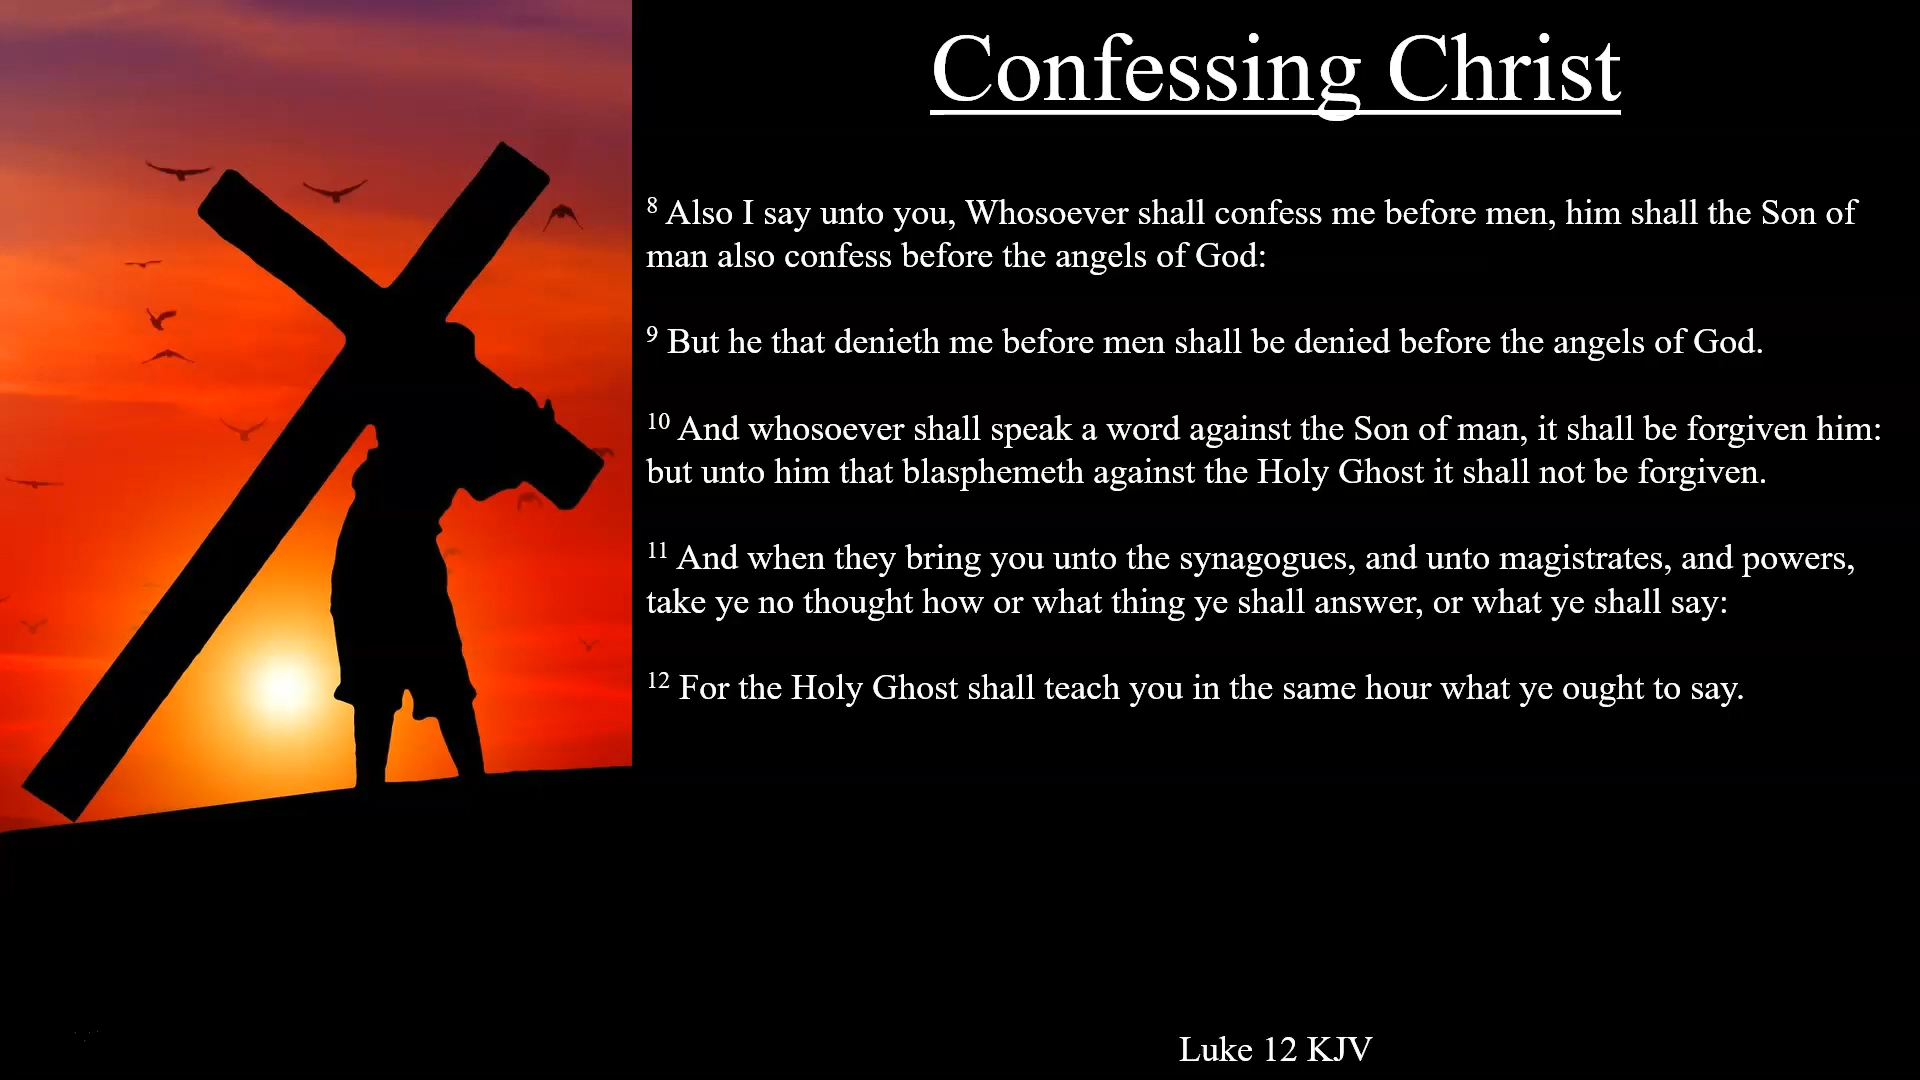 Confessing Christ
8 Also I say unto you, Whosoever shall confess me before men, him shall the Son of
man also confess before the angels of God:
9 But he that denieth me before men shall be denied before the angels of God.
10 And whosoever shall speak a word against the Son of man, it shall be forgiven him:
but unto him that blasphemeth against the Holy Ghost it shall not be forgiven.
11 And when they bring you unto the synagogues, and unto magistrates, and powers,
take ye no thought how or what thing ye shall answer, or what ye shall say:
12 For the Holy Ghost shall teach you in the same hour what ye ought to say.
Luke 12 KJV